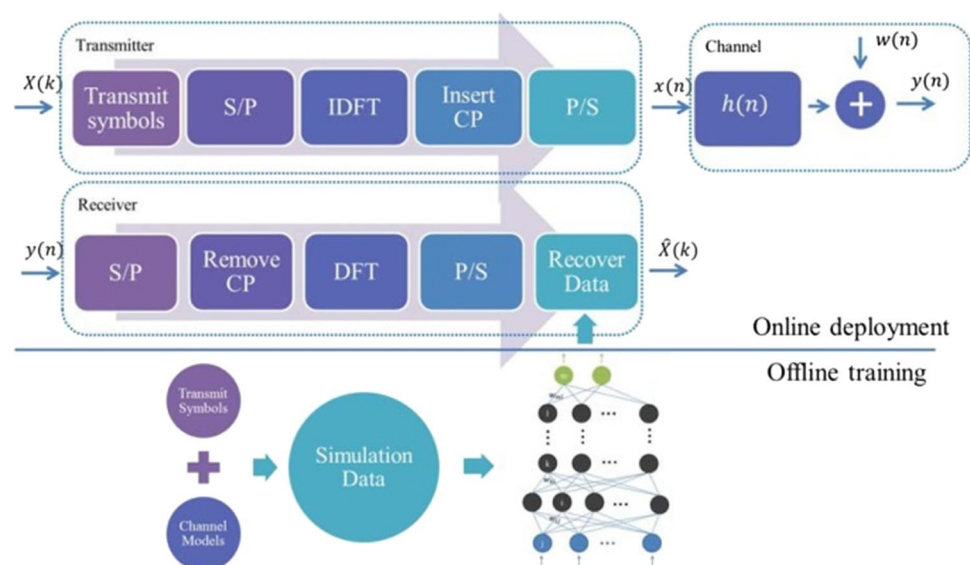 Transmitter
X(k)
Transmit
symbols
S/P
IDFT
Insert
CP
P/S
x(n)
Channel
h(n)
w(n)
+
y(n)
Receiver
y(n)
S/P
Remove
CP
DFT
P/S
Recover
Data
X̂(k)
Online deployment
Offline training
Transmit
Symbols
Channel
Models
Simulation
Data
i
...
k
...
i
...
j
...